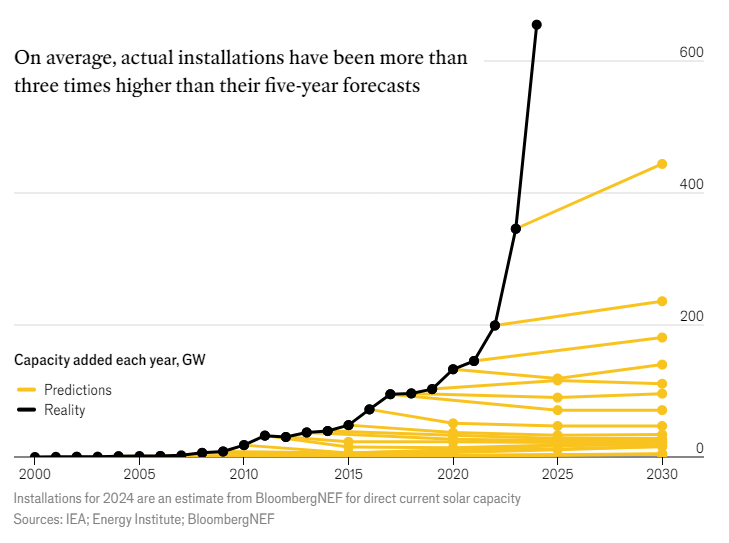 On average, actual installations have been more than
three times higher than their five-year forecasts
600
400
200
Capacity added each year, GW
Predictions
Reality
0
2000 2005 2010 2015 2020 2025 2030
Installations for 2024 are an estimate from BloombergNEF for direct current solar capacity
Sources: IEA; Energy Institute; BloombergNEF